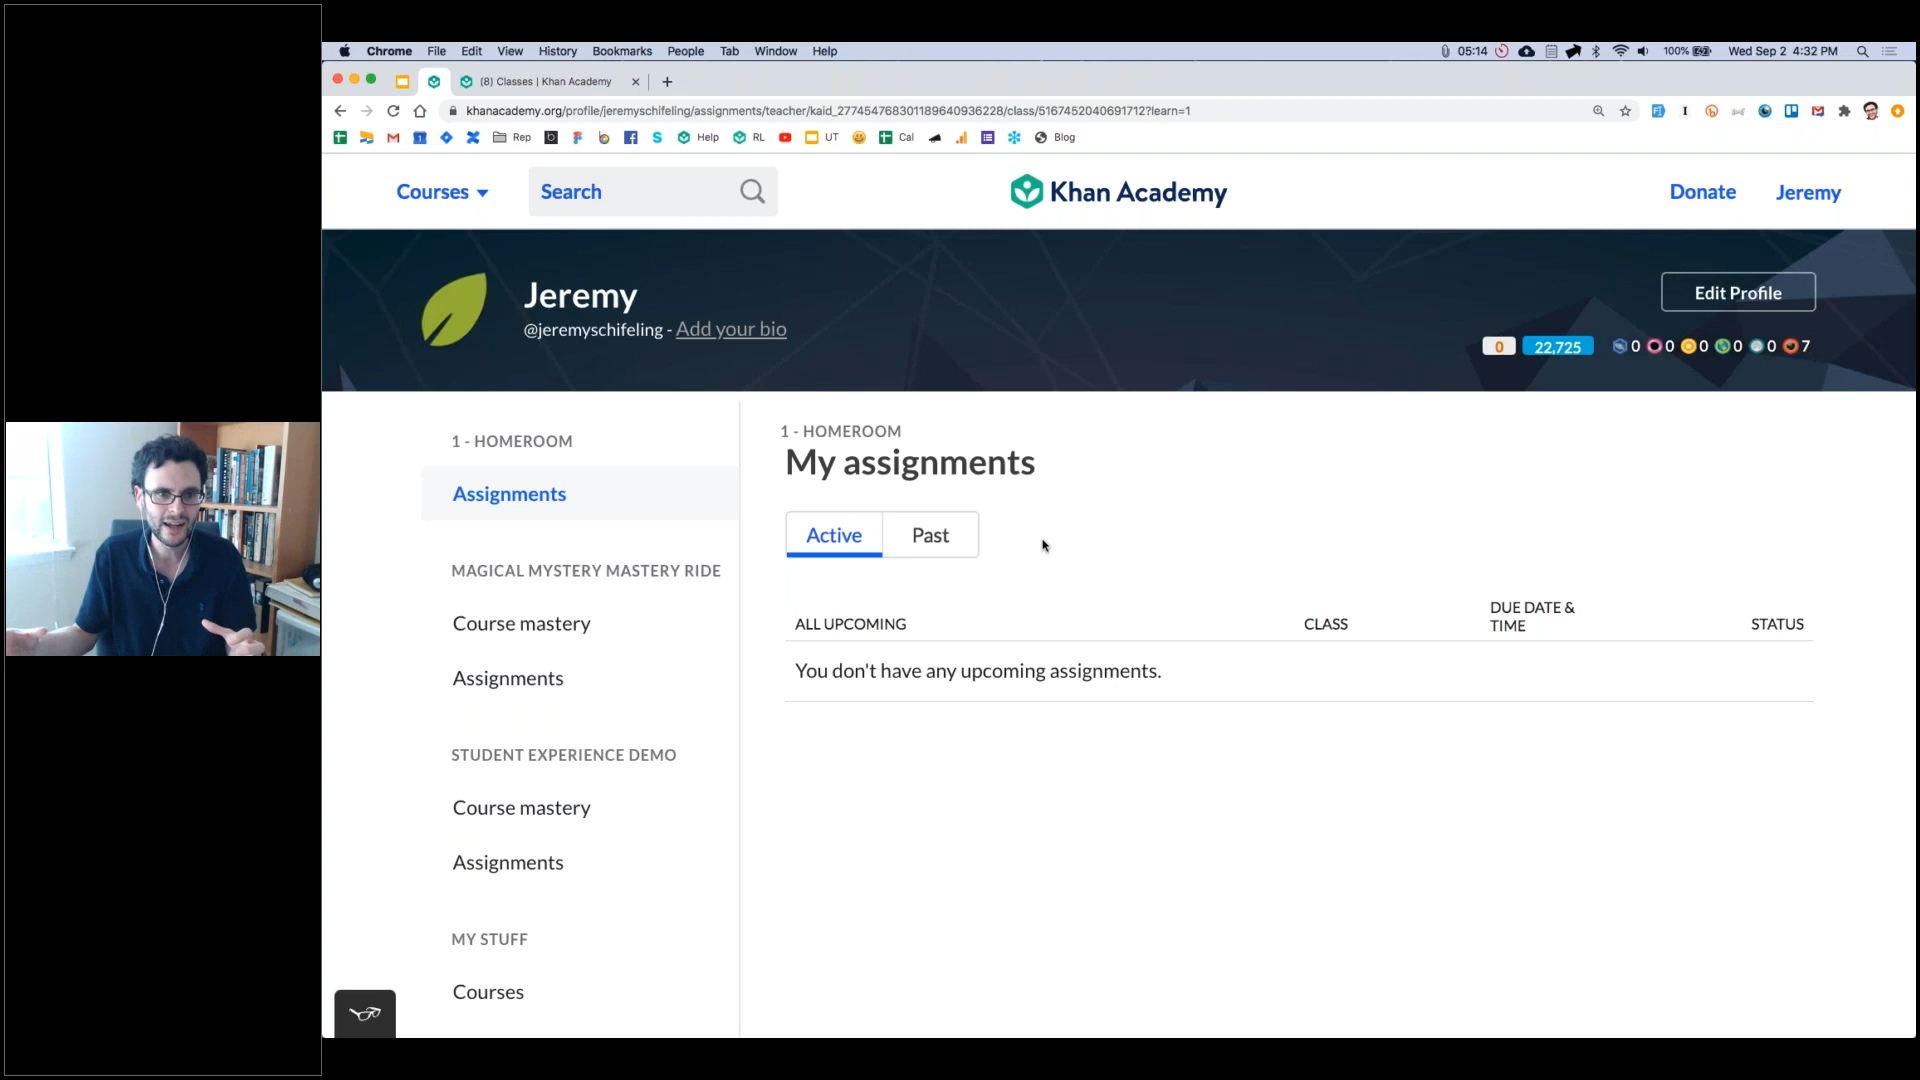 Chrome File Edit View History Bookmarks People Tab Window Help
05:14 100% Wed Sep 2 4:32 PM
(8) Classes | Khan Academy
khanacademy.org/profile/jeremyschifeling/assignments/teacher/kaid_277454768301189640936228/class/5167452040691712?learn=1
Rep Help RL UT Cal Blog
Courses Search Khan Academy Donate Jeremy
Jeremy
@jeremyschifeling - Add your bio
Edit Profile
0 22,725 0 0 0 0 0 7
1 - HOMEROOM
Assignments
MAGICAL MYSTERY MASTERY RIDE
Course mastery
Assignments
STUDENT EXPERIENCE DEMO
Course mastery
Assignments
MY STUFF
Courses
1 - HOMEROOM
My assignments
Active Past
ALL UPCOMING CLASS DUE DATE & TIME STATUS
You don't have any upcoming assignments.